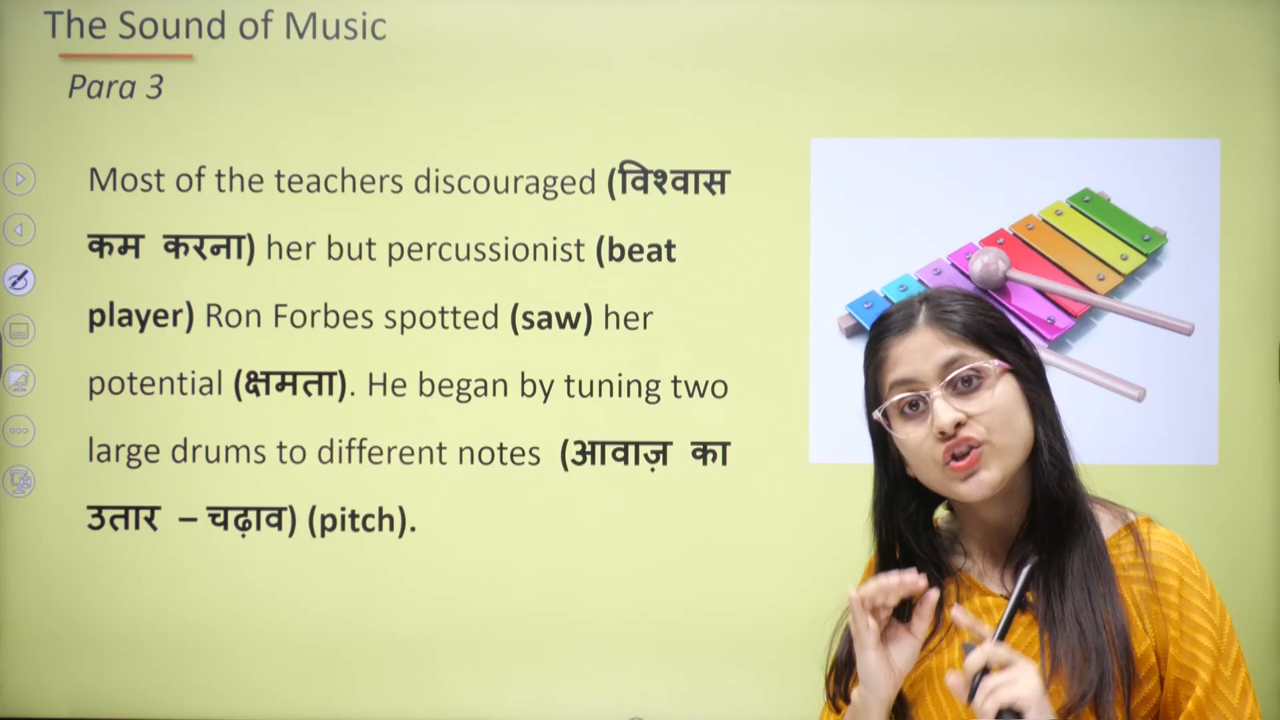 The Sound of Music
Para 3
Most of the teachers discouraged (विश्वास
कम करना) her but percussionist (beat
player) Ron Forbes spotted (saw) her
potential (क्षमता). He began by tuning two
large drums to different notes (आवाज़ का
उतार – चढ़ाव) (pitch).